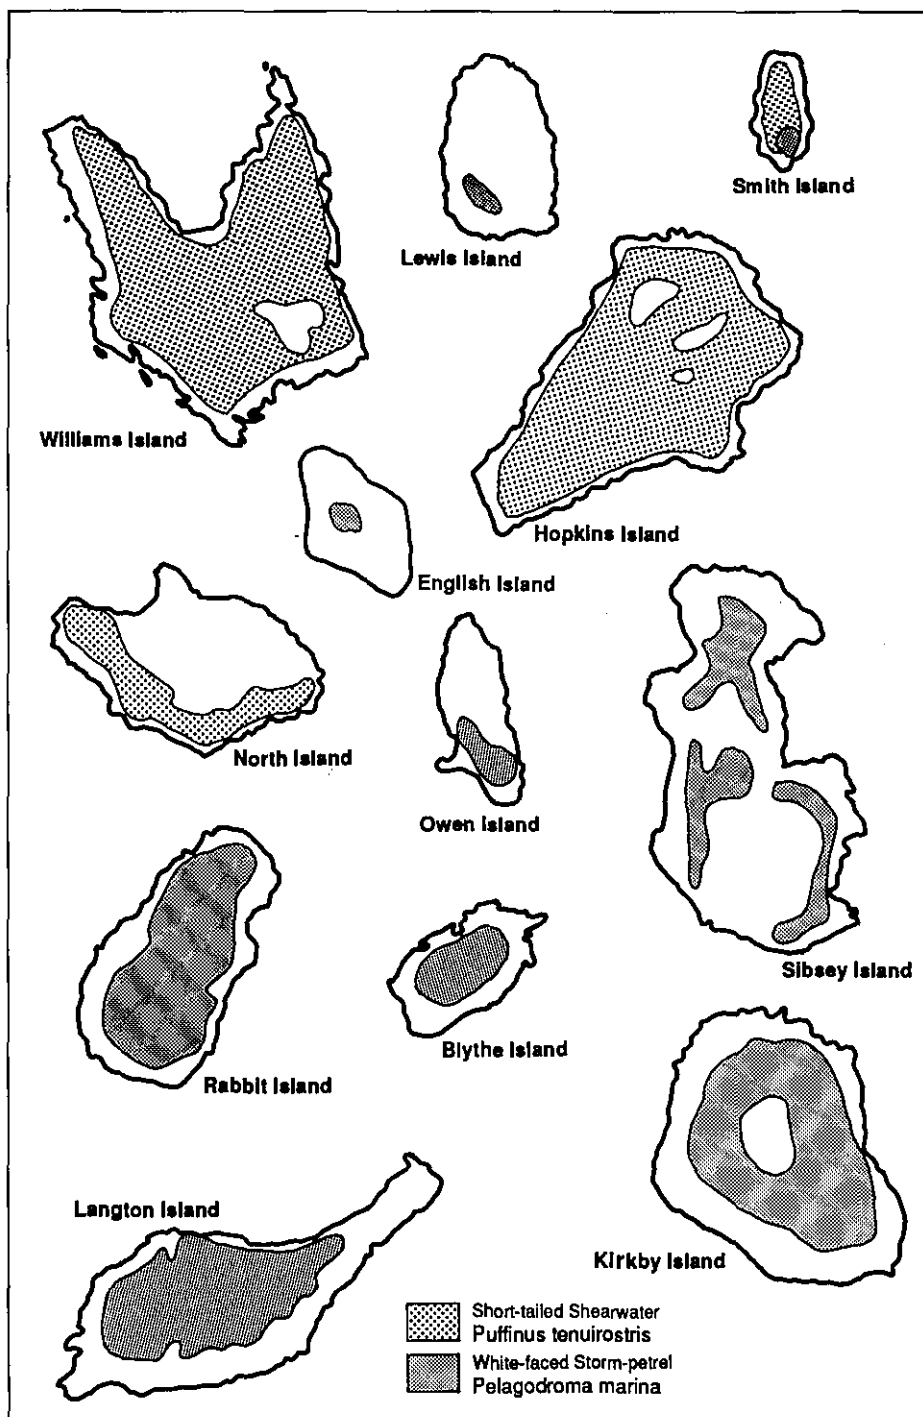 Smith Island
Lewis Island
Williams Island
Hopkins Island
English Island
North Island
Owen Island
Sibsey Island
Blythe Island
Rabbit Island
Langton Island
Kirkby Island
Short-tailed Shearwater
Puffinus tenuirostris
White-faced Storm-petrel
Pelagodroma marina